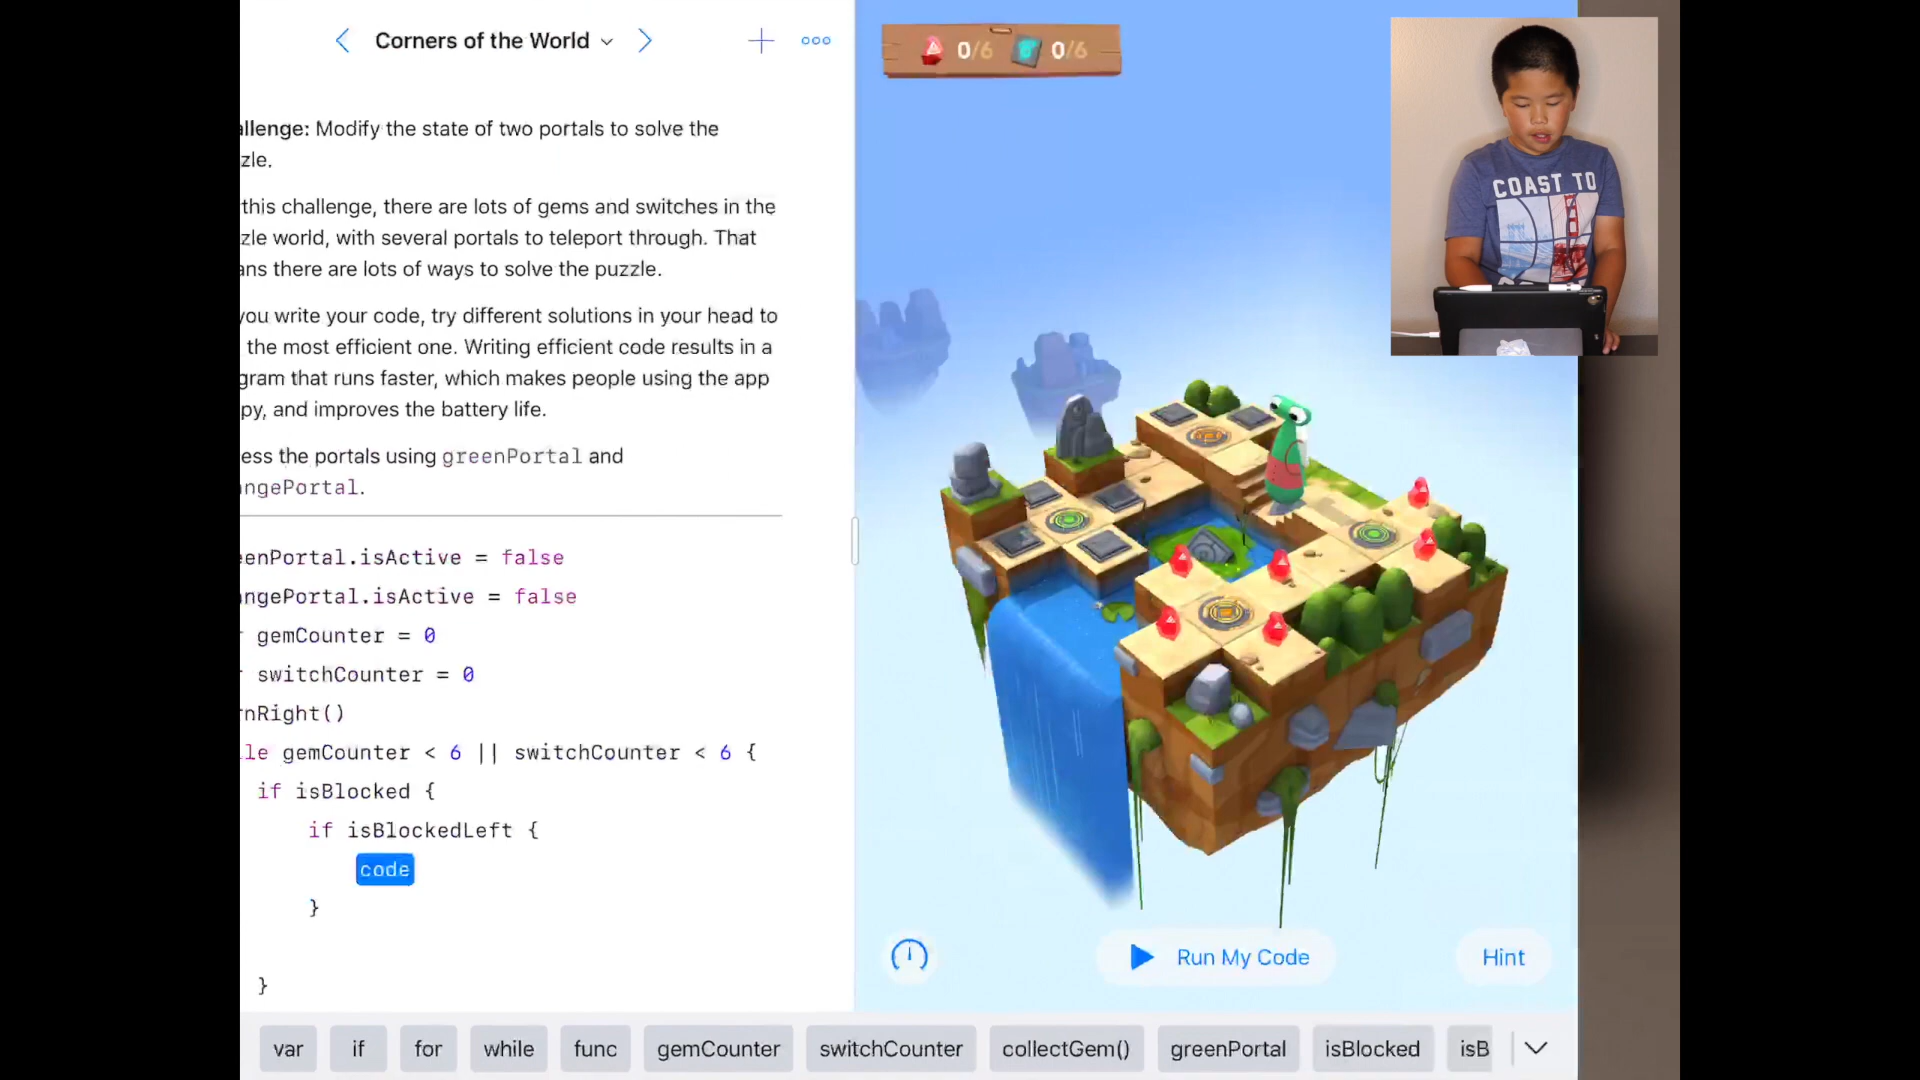 Corners of the World
allenge: Modify the state of two portals to solve the
zle.
this challenge, there are lots of gems and switches in the
zle world, with several portals to teleport through. That
ans there are lots of ways to solve the puzzle.
you write your code, try different solutions in your head to
the most efficient one. Writing efficient code results in a
gram that runs faster, which makes people using the app
py, and improves the battery life.
ess the portals using greenPortal and
ngePortal.
eenPortal.isActive = false
angePortal.isActive = false
r gemCounter = 0
r switchCounter = 0
rnRight()
le gemCounter < 6 || switchCounter < 6 {
if isBlocked {
if isBlockedLeft {
code
}
}
0/6 0/6
COAST TO
Run My Code
Hint
var if for while func gemCounter switchCounter collectGem() greenPortal isBlocked isB